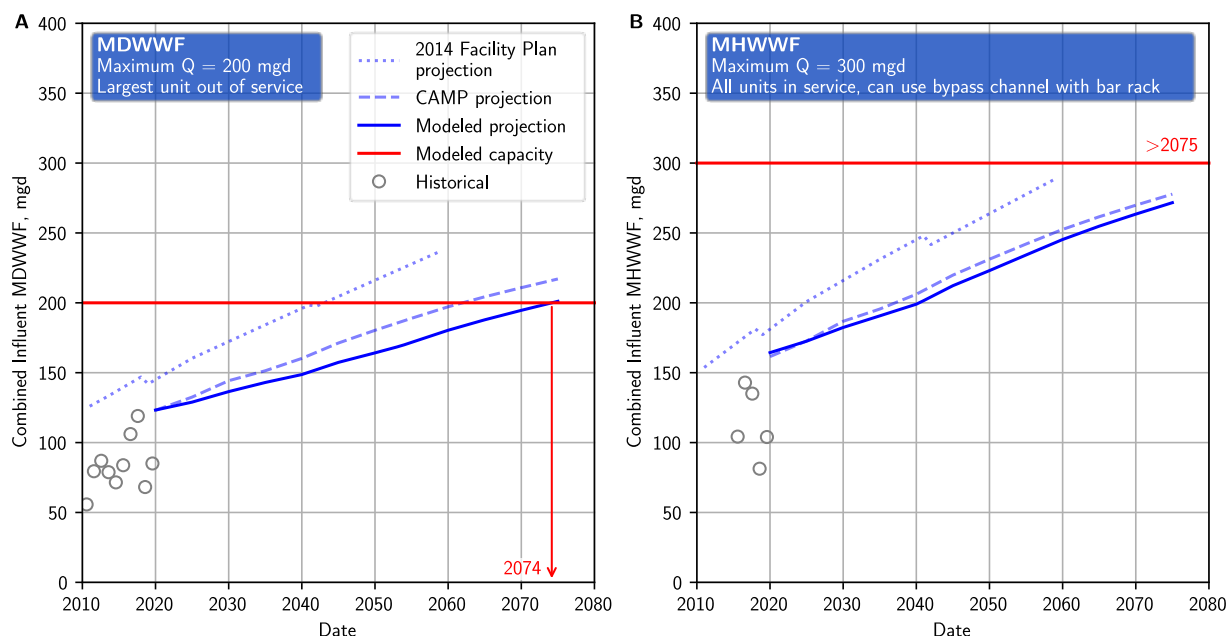 A
MDWWF
Maximum Q = 200 mgd
Largest unit out of service
2014 Facility Plan
projection
CAMP projection
Modeled projection
Modeled capacity
Historical
400
350
300
250
200
150
100
50
0
Combined Influent MDWWF, mgd
2074
2010 2020 2030 2040 2050 2060 2070 2080
Date
B
MHWWF
Maximum Q = 300 mgd
All units in service, can use bypass channel with bar rack
>2075
400
350
300
250
200
150
100
50
0
Combined Influent MHWWF, mgd
2010 2020 2030 2040 2050 2060 2070 2080
Date